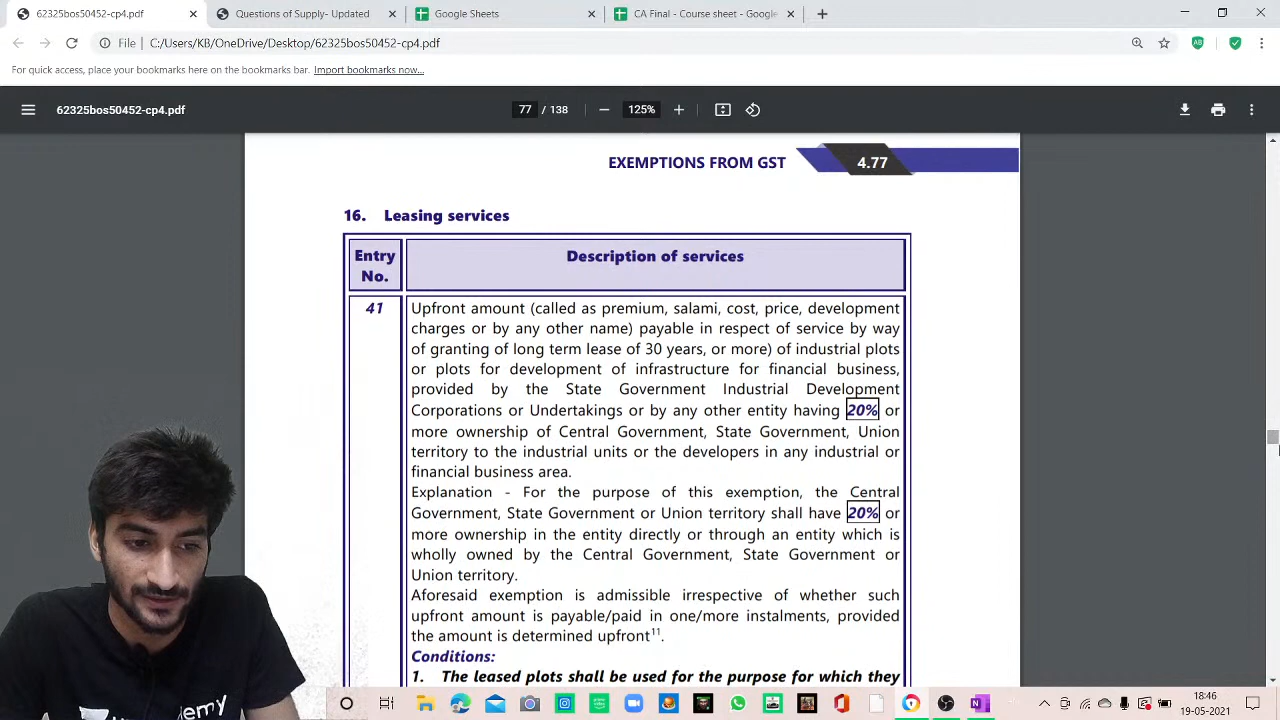 62325bos50452-cp4.pdf
Questions of Supply- Updated
Google Sheets
CA Final - Course sheet - Google
File
C:/Users/KB/OneDrive/Desktop/62325bos50452-cp4.pdf
For quick access, place your bookmarks here on the bookmarks bar. Import bookmarks now...
62325bos50452-cp4.pdf
77 / 138
125%
EXEMPTIONS FROM GST
4.77
16. Leasing services
Entry No.
Description of services
41
Upfront amount (called as premium, salami, cost, price, development
charges or by any other name) payable in respect of service by way
of granting of long term lease of 30 years, or more) of industrial plots
or plots for development of infrastructure for financial business,
provided by the State Government Industrial Development
Corporations or Undertakings or by any other entity having 20% or
more ownership of Central Government, State Government, Union
territory to the industrial units or the developers in any industrial or
financial business area.
Explanation - For the purpose of this exemption, the Central
Government, State Government or Union territory shall have 20% or
more ownership in the entity directly or through an entity which is
wholly owned by the Central Government, State Government or
Union territory.
Aforesaid exemption is admissible irrespective of whether such
upfront amount is payable/paid in one/more instalments, provided
the amount is determined upfront11.
Conditions:
1. The leased plots shall be used for the purpose for which they
18:46
19-05-2021